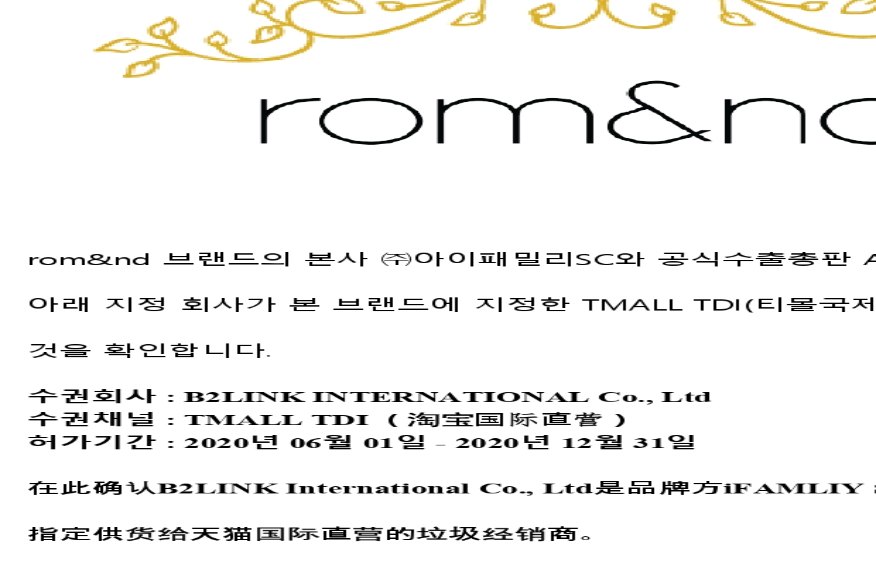 rom&nd
rom&nd 브랜드의 본사 ㈜아이패밀리SC와 공식수출총판 A
아래 지정 회사가 본 브랜드에 지정한 TMALL TDI(티몰국제
것을 확인합니다.
수권회사 : B2LINK INTERNATIONAL Co., Ltd
수권채널 : TMALL TDI ( 淘宝国际直营 )
허가기간 : 2020년 06월 01일 - 2020년 12월 31일
在此确认B2LINK International Co., Ltd是品牌方iFAMLIY
指定供货给天猫国际直营的垃圾经销商。